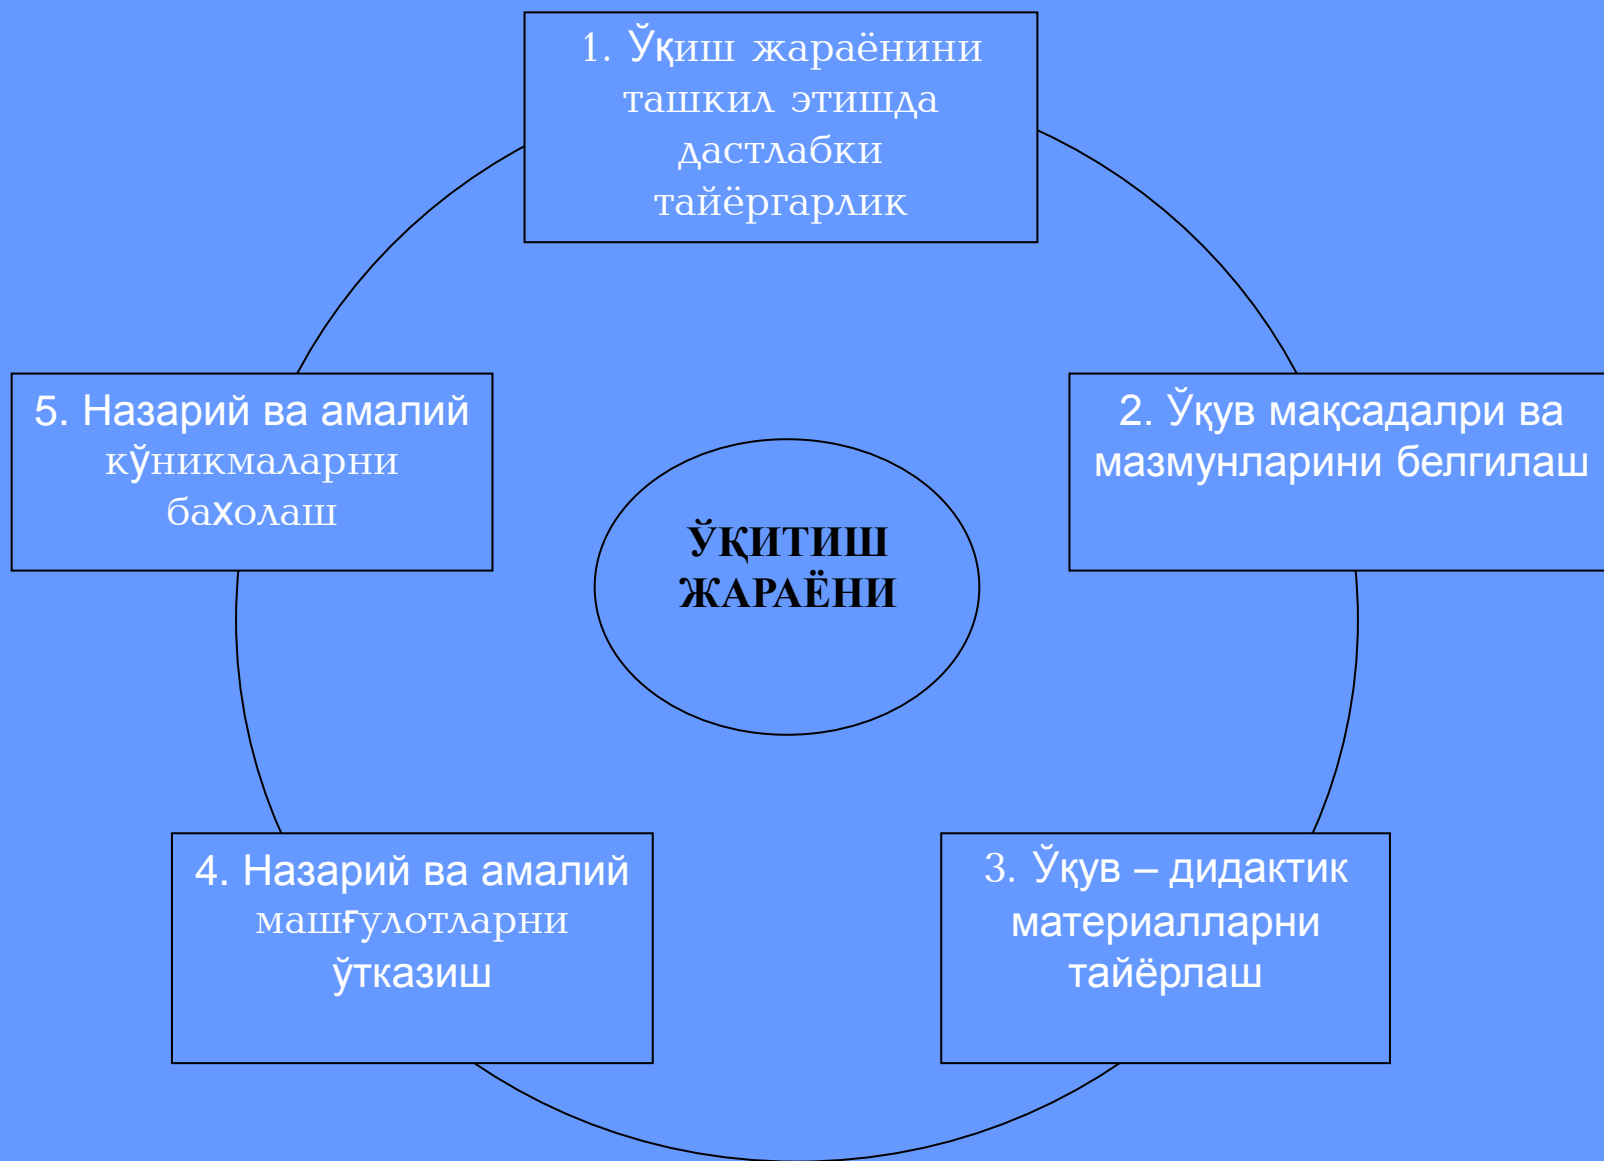 1. Ўқиш жараёнини
ташкил этишда
дастлабки
тайёргарлик
5. Назарий ва амалий
кўникмаларни
бахолаш
2. Ўқув мақсадалри ва
мазмунларини белгилаш
ЎҚИТИШ
ЖАРАЁНИ
4. Назарий ва амалий
машғулотларни
ўтказиш
3. Ўқув – дидактик
материалларни
тайёрлаш